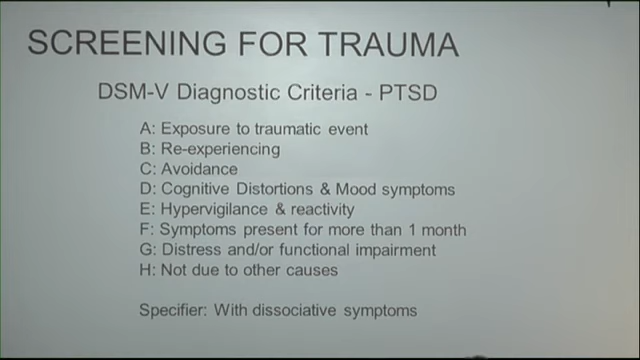 SCREENING FOR TRAUMA
DSM-V Diagnostic Criteria - PTSD
A: Exposure to traumatic event
B: Re-experiencing
C: Avoidance
D: Cognitive Distortions & Mood symptoms
E: Hypervigilance & reactivity
F: Symptoms present for more than 1 month
G: Distress and/or functional impairment
H: Not due to other causes
Specifier: With dissociative symptoms